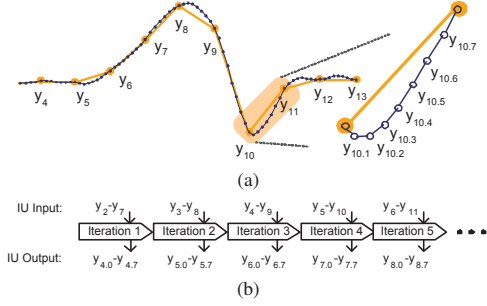 y4 y5 y6 y7 y8 y9 y10 y11 y12 y13
y10.1 y10.2 y10.3 y10.4 y10.5 y10.6 y10.7
(a)
IU Input: y2-y7 y3-y8 y4-y9 y5-y10 y6-y11
Iteration 1 Iteration 2 Iteration 3 Iteration 4 Iteration 5
IU Output: y4.0-y4.7 y5.0-y5.7 y6.0-y6.7 y7.0-y7.7 y8.0-y8.7
(b)